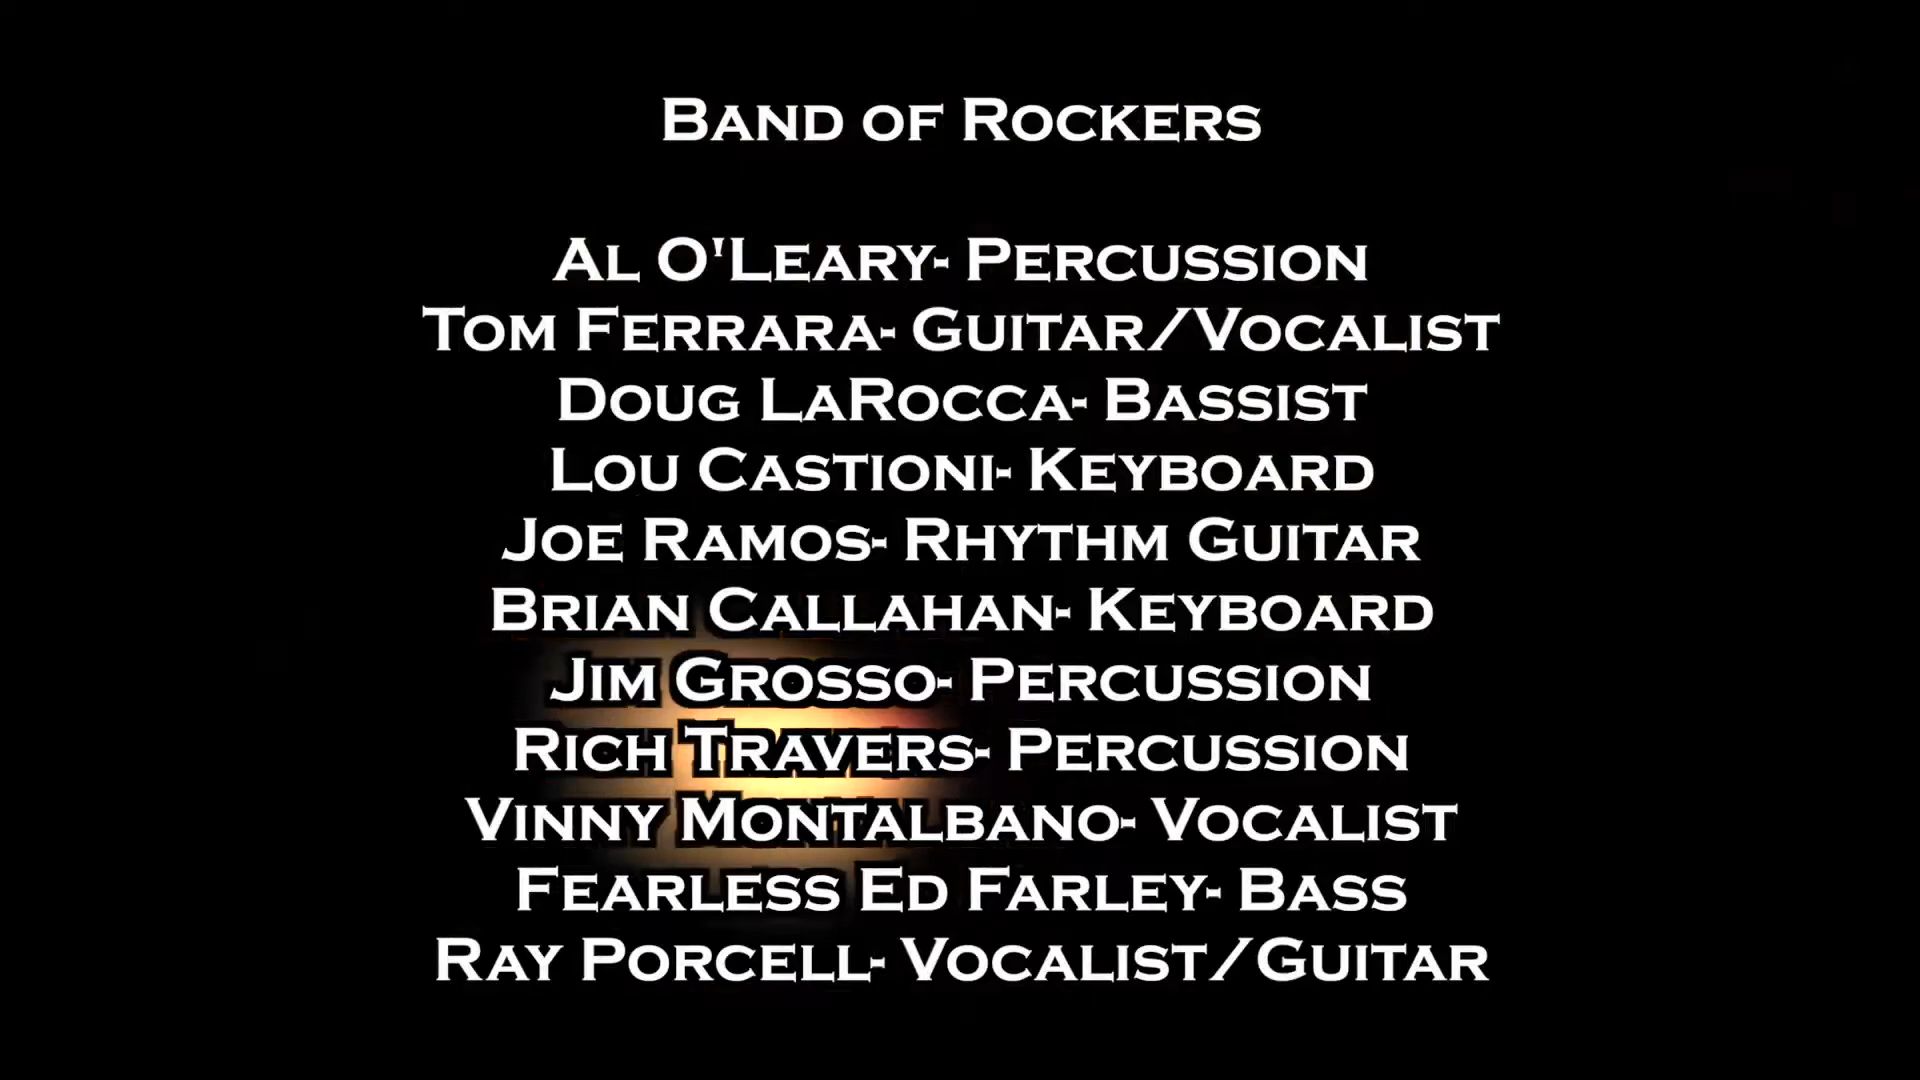 Band of Rockers
Al O'Leary- Percussion
Tom Ferrara- Guitar/Vocalist
Doug LaRocca- Bassist
Lou Castioni- Keyboard
Joe Ramos- Rhythm Guitar
Brian Callahan- Keyboard
Jim Grosso- Percussion
Rich Travers- Percussion
Vinny Montalbano- Vocalist
Fearless Ed Farley- Bass
Ray Porcell- Vocalist/Guitar